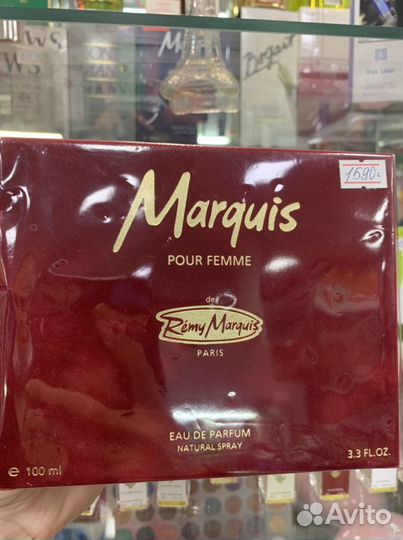 Bogart
1590=
Marquis
POUR FEMME
de
Rémy Marquis
PARIS
EAU DE PARFUM
NATURAL SPRAY
℮ 100 ml
3.3 FL.OZ.
Avito